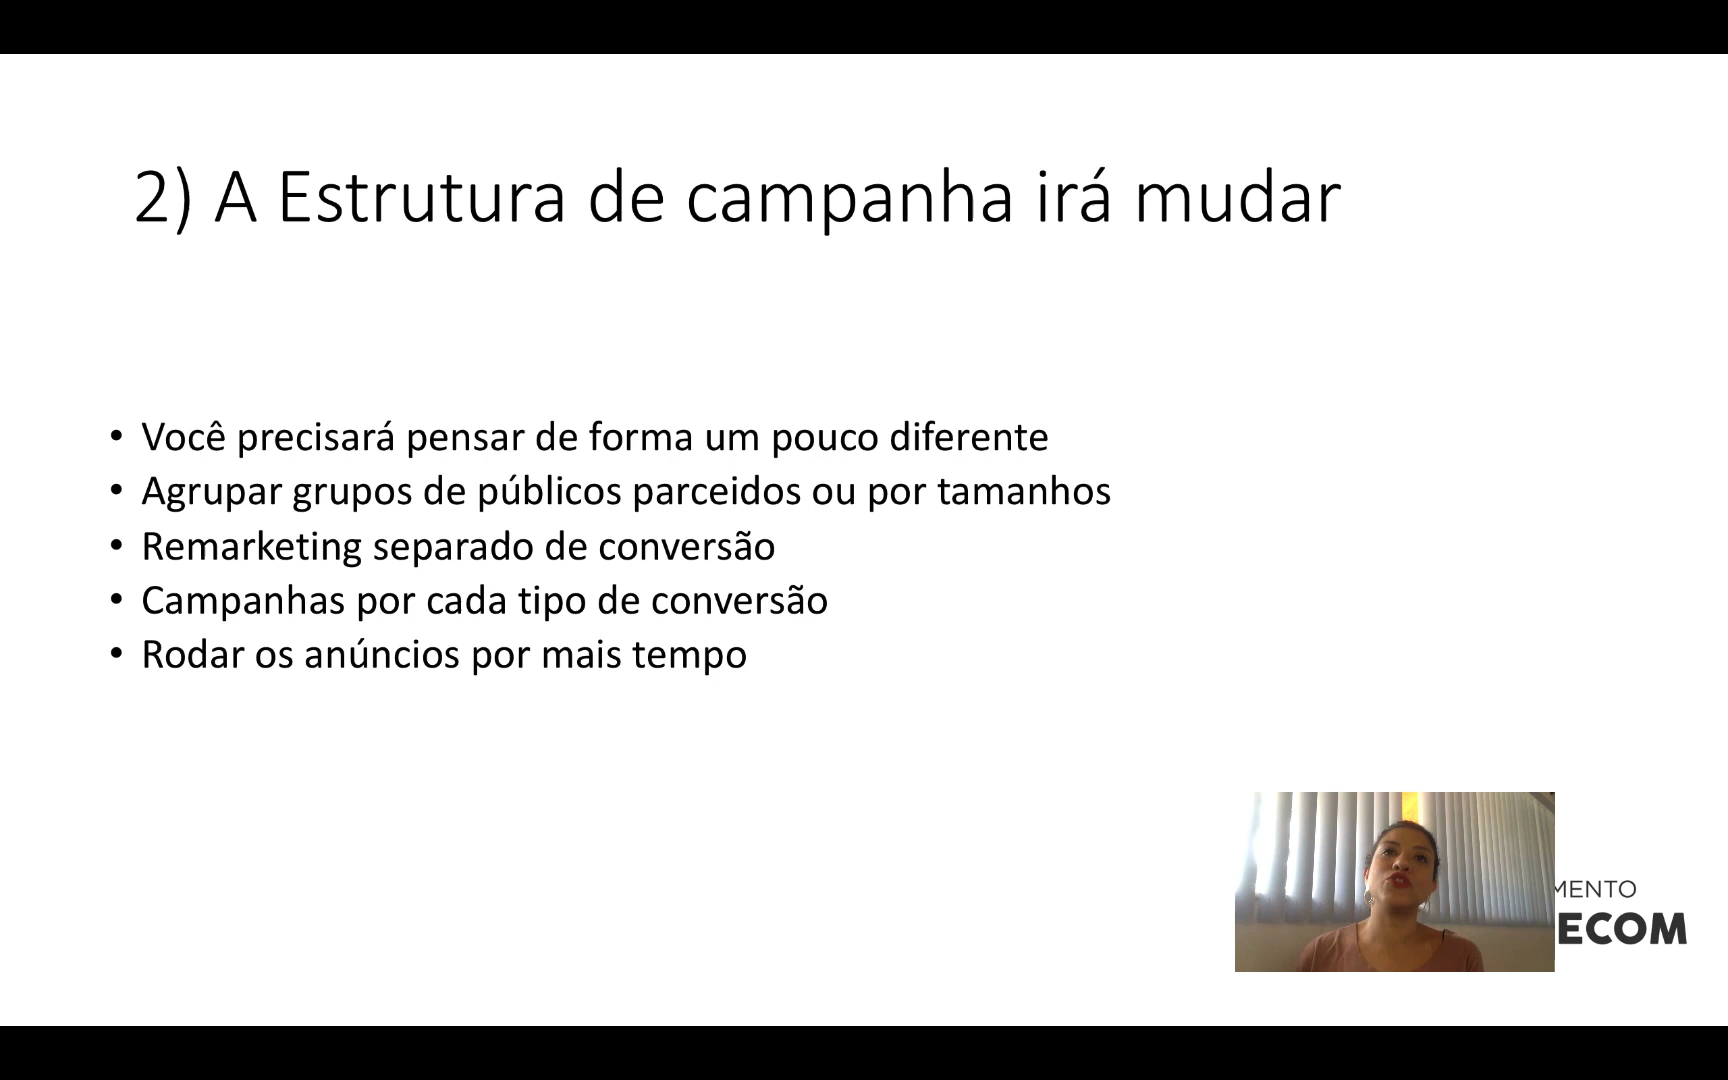 2) A Estrutura de campanha irá mudar
• Você precisará pensar de forma um pouco diferente
• Agrupar grupos de públicos parceidos ou por tamanhos
• Remarketing separado de conversão
• Campanhas por cada tipo de conversão
• Rodar os anúncios por mais tempo
MENTO
ECOM